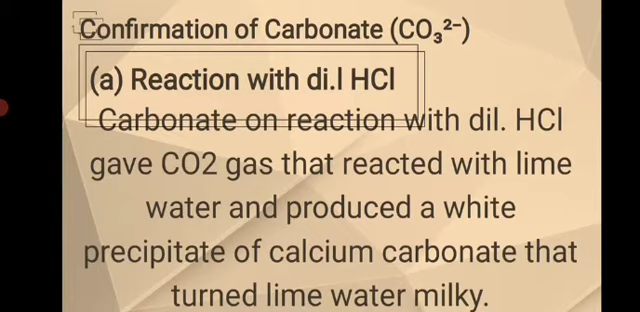 Confirmation of Carbonate (CO₃²⁻)
(a) Reaction with di.l HCl
Carbonate on reaction with dil. HCl
gave CO2 gas that reacted with lime
water and produced a white
precipitate of calcium carbonate that
turned lime water milky.